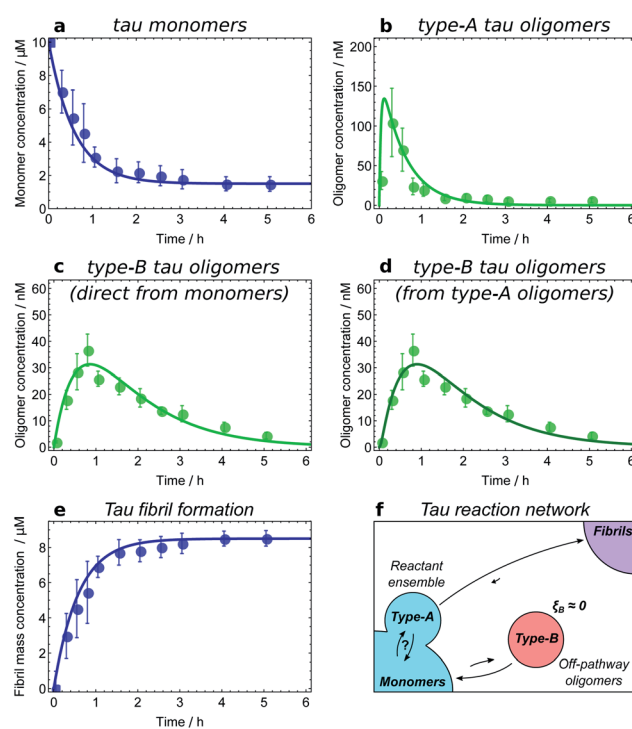 a tau monomers
Monomer concentration / μM
10
8
6
4
2
0
0 1 2 3 4 5 6
Time / h
b type-A tau oligomers
Oligomer concentration / nM
200
150
100
50
0
0 1 2 3 4 5 6
Time / h
c type-B tau oligomers
(direct from monomers)
Oligomer concentration / nM
60
50
40
30
20
10
0
0 1 2 3 4 5 6
Time / h
d type-B tau oligomers
(from type-A oligomers)
Oligomer concentration / nM
60
50
40
30
20
10
0
0 1 2 3 4 5 6
Time / h
e Tau fibril formation
Fibril mass concentration / μM
8
6
4
2
0
0 1 2 3 4 5 6
Time / h
f Tau reaction network
Fibrils
Reactant
ensemble
Type-A
ξB ≈ 0
Type-B
?
Off-pathway
oligomers
Monomers